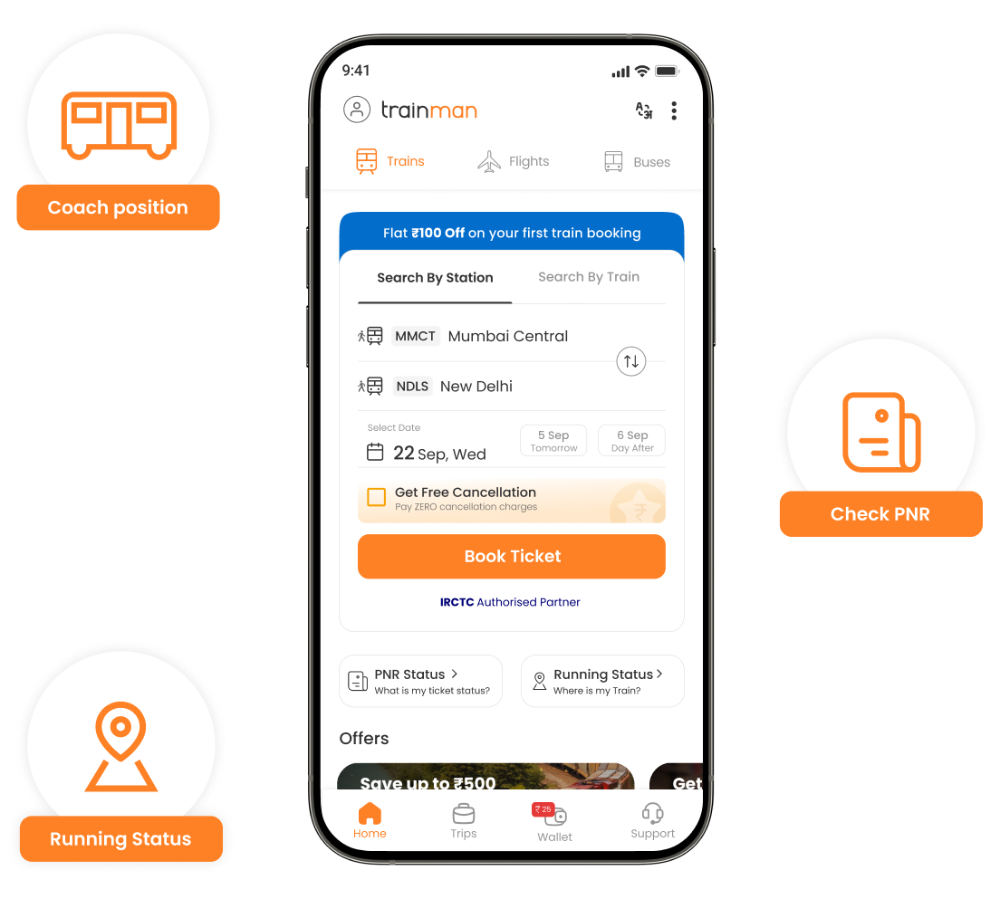 Coach position
9:41
trainman
A अ
Trains
Flights
Buses
Flat ₹100 Off on your first train booking
Search By Station
Search By Train
MMCT Mumbai Central
NDLS New Delhi
Select Date
22 Sep, Wed
5 Sep
Tomorrow
6 Sep
Day After
Get Free Cancellation
Pay ZERO cancellation charges
₹
Book Ticket
IRCTC Authorised Partner
PNR Status >
What is my ticket status?
Running Status >
Where is my Train?
Offers
Save up to ₹500
Get
Home
Trips
₹ 25
Wallet
Support
Check PNR
Running Status